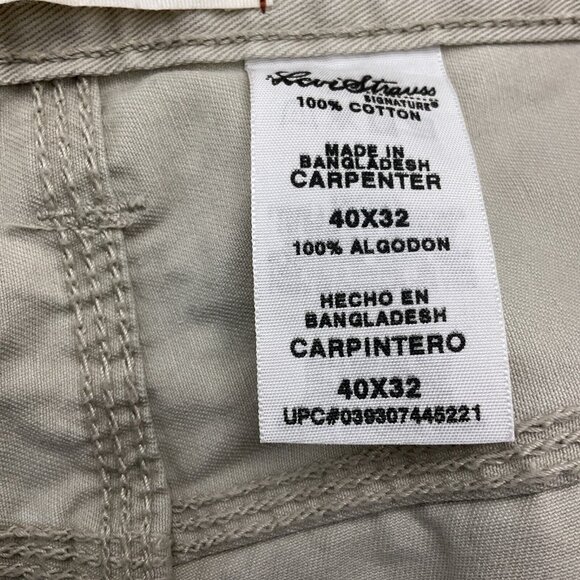 Levi Strauss
SIGNATURE®
100% COTTON
MADE IN
BANGLADESH
CARPENTER
40X32
100% ALGODON
HECHO EN
BANGLADESH
CARPINTERO
40X32
UPC#039307445221